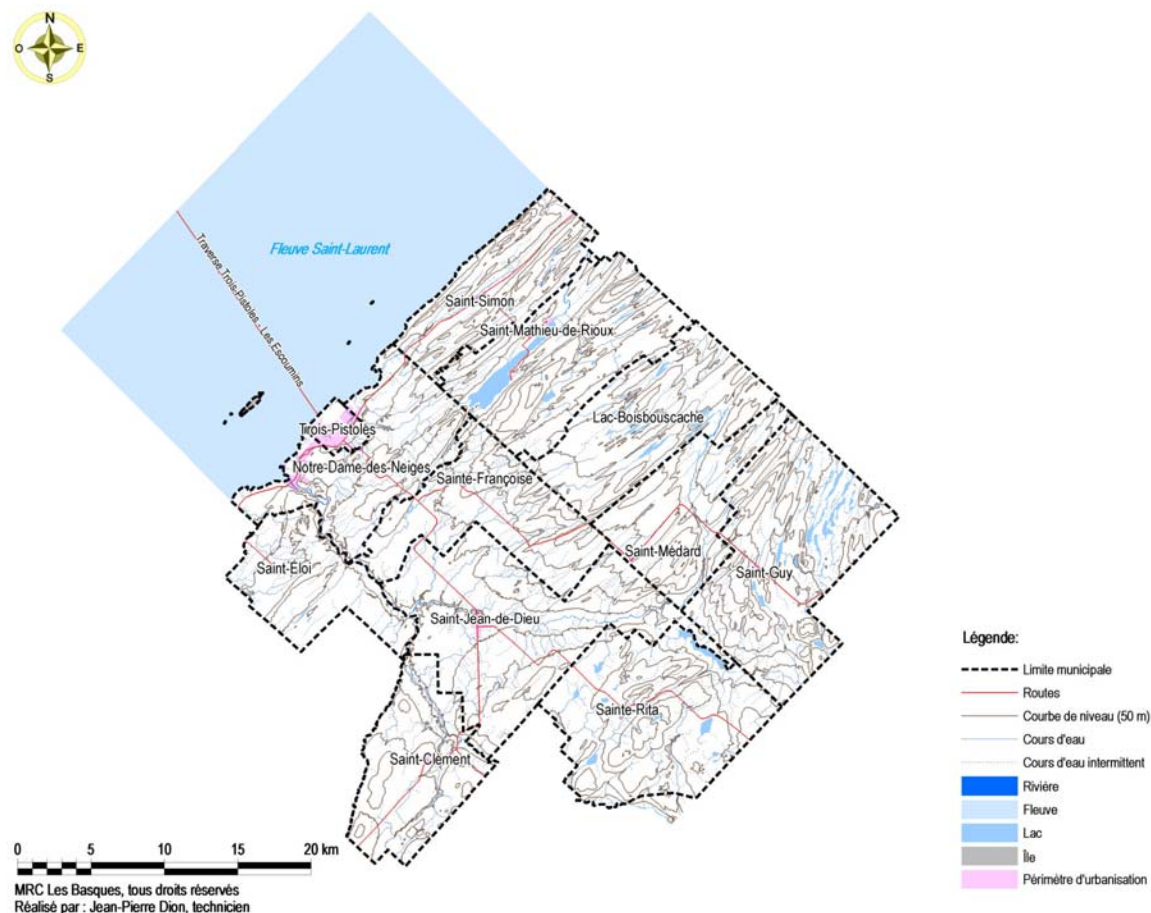 N
O E
S
Fleuve Saint-Laurent
Traverse Trois-Pistoles - Les Escoumins
Saint-Simon
Saint-Mathieu-de-Rioux
Lac-Boisbouscache
Trois-Pistoles
Notre-Dame-des-Neiges
Sainte-Françoise
Saint-Médard
Saint-Guy
Saint-Éloi
Saint-Jean-de-Dieu
Sainte-Rita
Saint-Clément
Légende:
Limite municipale
Routes
Courbe de niveau (50 m)
Cours d'eau
Cours d'eau intermittent
Rivière
Fleuve
Lac
Île
Périmètre d'urbanisation
0 5 10 15 20 km
MRC Les Basques, tous droits réservés
Réalisé par : Jean-Pierre Dion, technicien